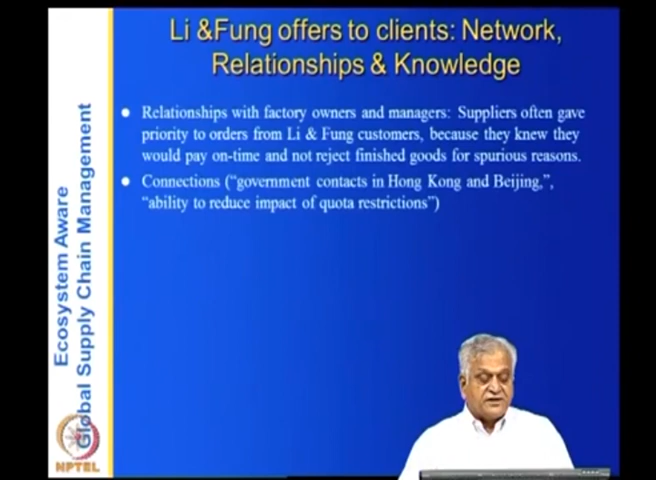 Li &Fung offers to clients: Network,
Relationships & Knowledge
Relationships with factory owners and managers: Suppliers often gave
priority to orders from Li & Fung customers, because they knew they
would pay on-time and not reject finished goods for spurious reasons.
Connections (“government contacts in Hong Kong and Beijing,”,
“ability to reduce impact of quota restrictions”)
Ecosystem Aware
Global Supply Chain Management
NPTEL